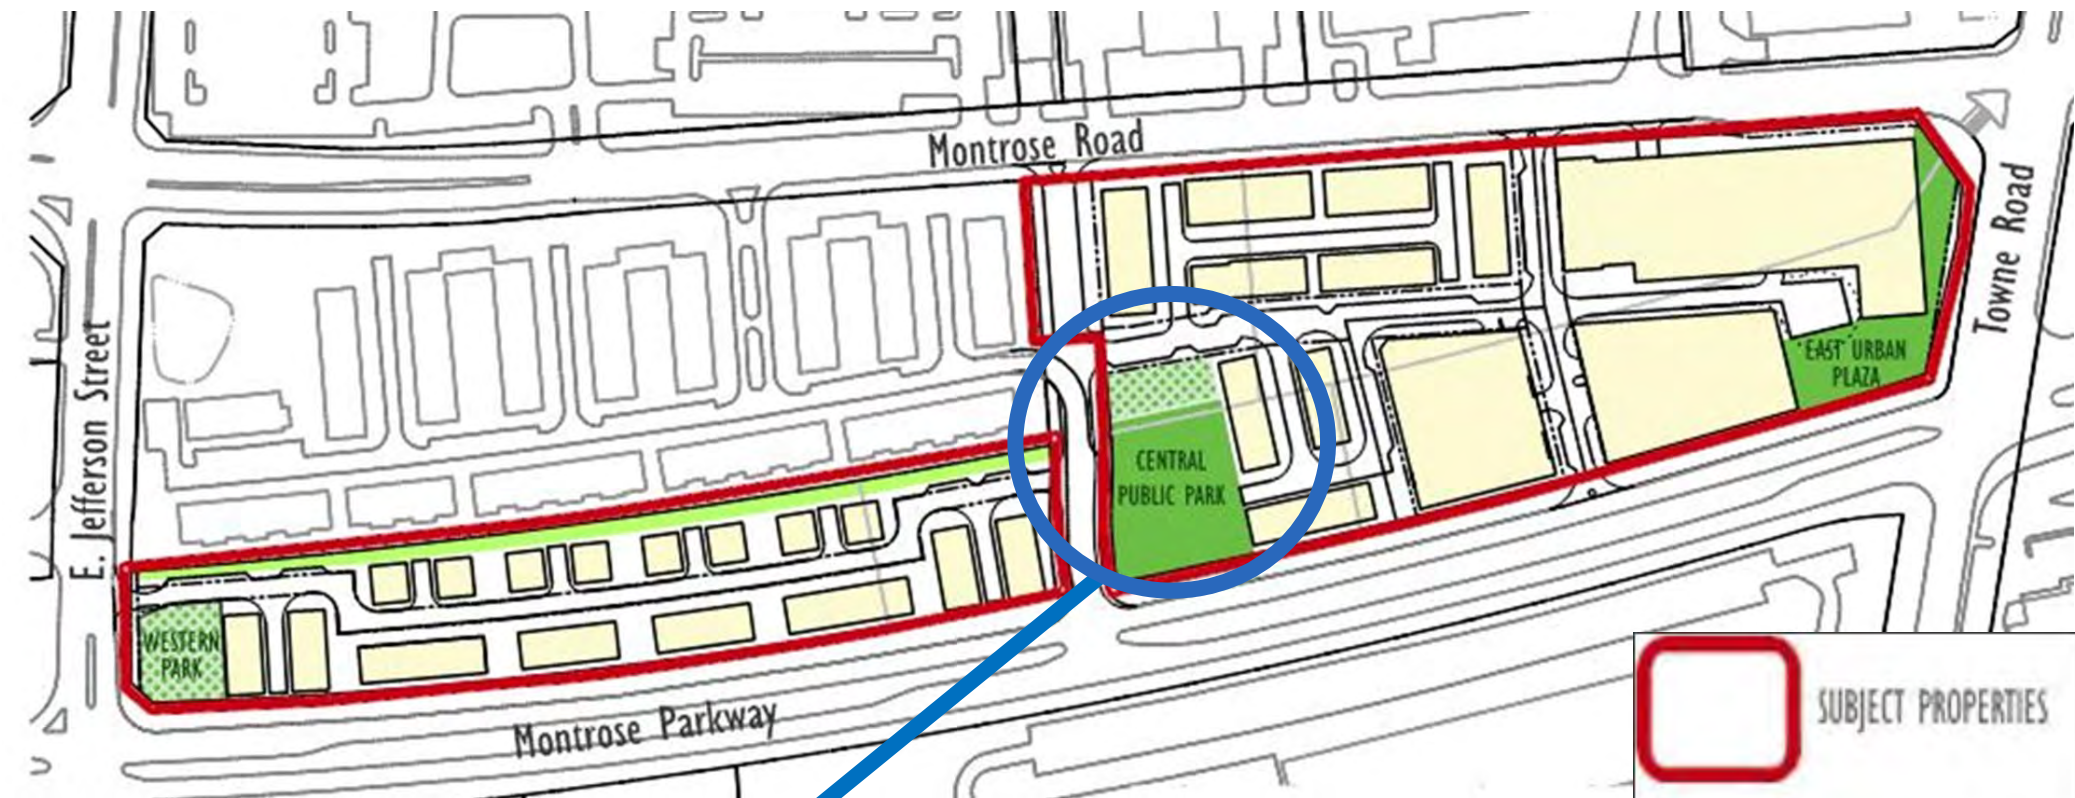 Montrose Road
Towne Road
EAST URBAN
PLAZA
E. Jefferson Street
CENTRAL
PUBLIC PARK
WESTERN
PARK
Montrose Parkway
SUBJECT PROPERTIES